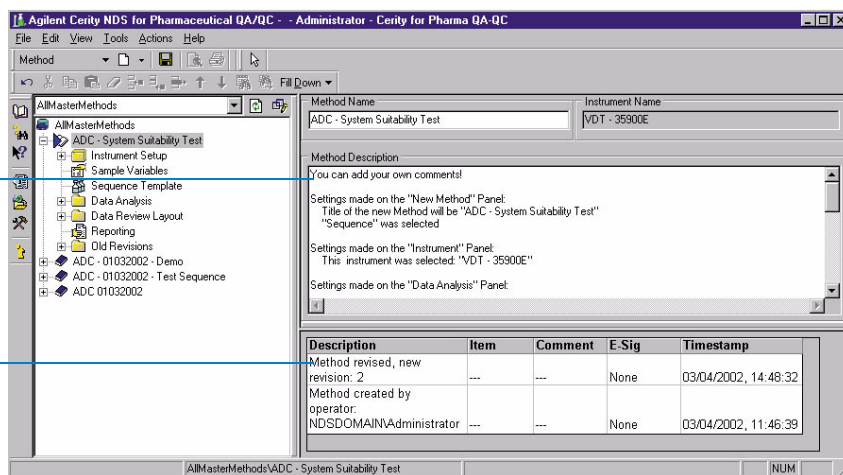 Agilent Cerity NDS for Pharmaceutical QA/QC - - Administrator - Cerity for Pharma QA-QC
File Edit View Tools Actions Help
Method
Fill Down
AllMasterMethods
AllMasterMethods
ADC - System Suitability Test
Instrument Setup
Sample Variables
Sequence Template
Data Analysis
Data Review Layout
Reporting
Old Revisions
ADC - 01032002 - Demo
ADC - 01032002 - Test Sequence
ADC 01032002
Method Name
ADC - System Suitability Test
Instrument Name
VDT - 35900E
Method Description
You can add your own comments!
Settings made on the "New Method" Panel:
Title of the new Method will be "ADC - System Suitability Test"
"Sequence" was selected
Settings made on the "Instrument" Panel:
This instrument was selected: "VDT - 35900E"
Settings made on the "Data Analysis" Panel:
Description Item Comment E-Sig Timestamp
Method revised, new
revision: 2 --- --- None 03/04/2002, 14:48:32
Method created by
operator:
NDSDOMAIN\Administrator --- --- None 03/04/2002, 11:46:39
AllMasterMethods\ADC - System Suitability Test NUM